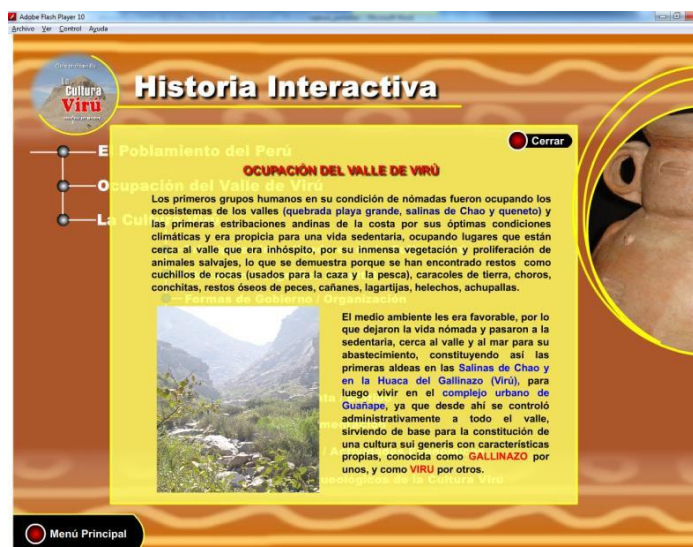 Adobe Flash Player 10
Archivo Ver Control Ayuda
La
Cultura
Virú
Historia Interactiva
Cerrar
El Poblamiento del Perú
OCUPACIÓN DEL VALLE DE VIRÚ
Ocupación del Valle de Virú
Los primeros grupos humanos en su condición de nómadas fueron ocupando los
ecosistemas de los valles (quebrada playa grande, salinas de Chao y queneto) y
las primeras estribaciones andinas de la costa por sus óptimas condiciones
climáticas y era propicia para una vida sedentaria, ocupando lugares que están
cerca al valle que era inhóspito, por su inmensa vegetación y proliferación de
animales salvajes, lo que se demuestra porque se han encontrado restos como
cuchillos de rocas (usados para la caza y la pesca), caracoles de tierra, choros,
conchitas, restos óseos de peces, cañanes, lagartijas, helechos, achupallas.
La Cul
Formas de Gobierno / Organización
El medio ambiente les era favorable, por lo
que dejaron la vida nómada y pasaron a la
sedentaria, cerca al valle y al mar para su
abastecimiento, constituyendo así las
primeras aldeas en las Salinas de Chao y
en la Huaca del Gallinazo (Virú), para
luego vivir en el complejo urbano de
Guañape, ya que desde ahí se controló
administrativamente a todo el valle,
sirviendo de base para la constitución de
una cultura sui generis con características
propias, conocida como GALLINAZO por
unos, y como VIRU por otros.
de la Cultura Virú
Menú Principal